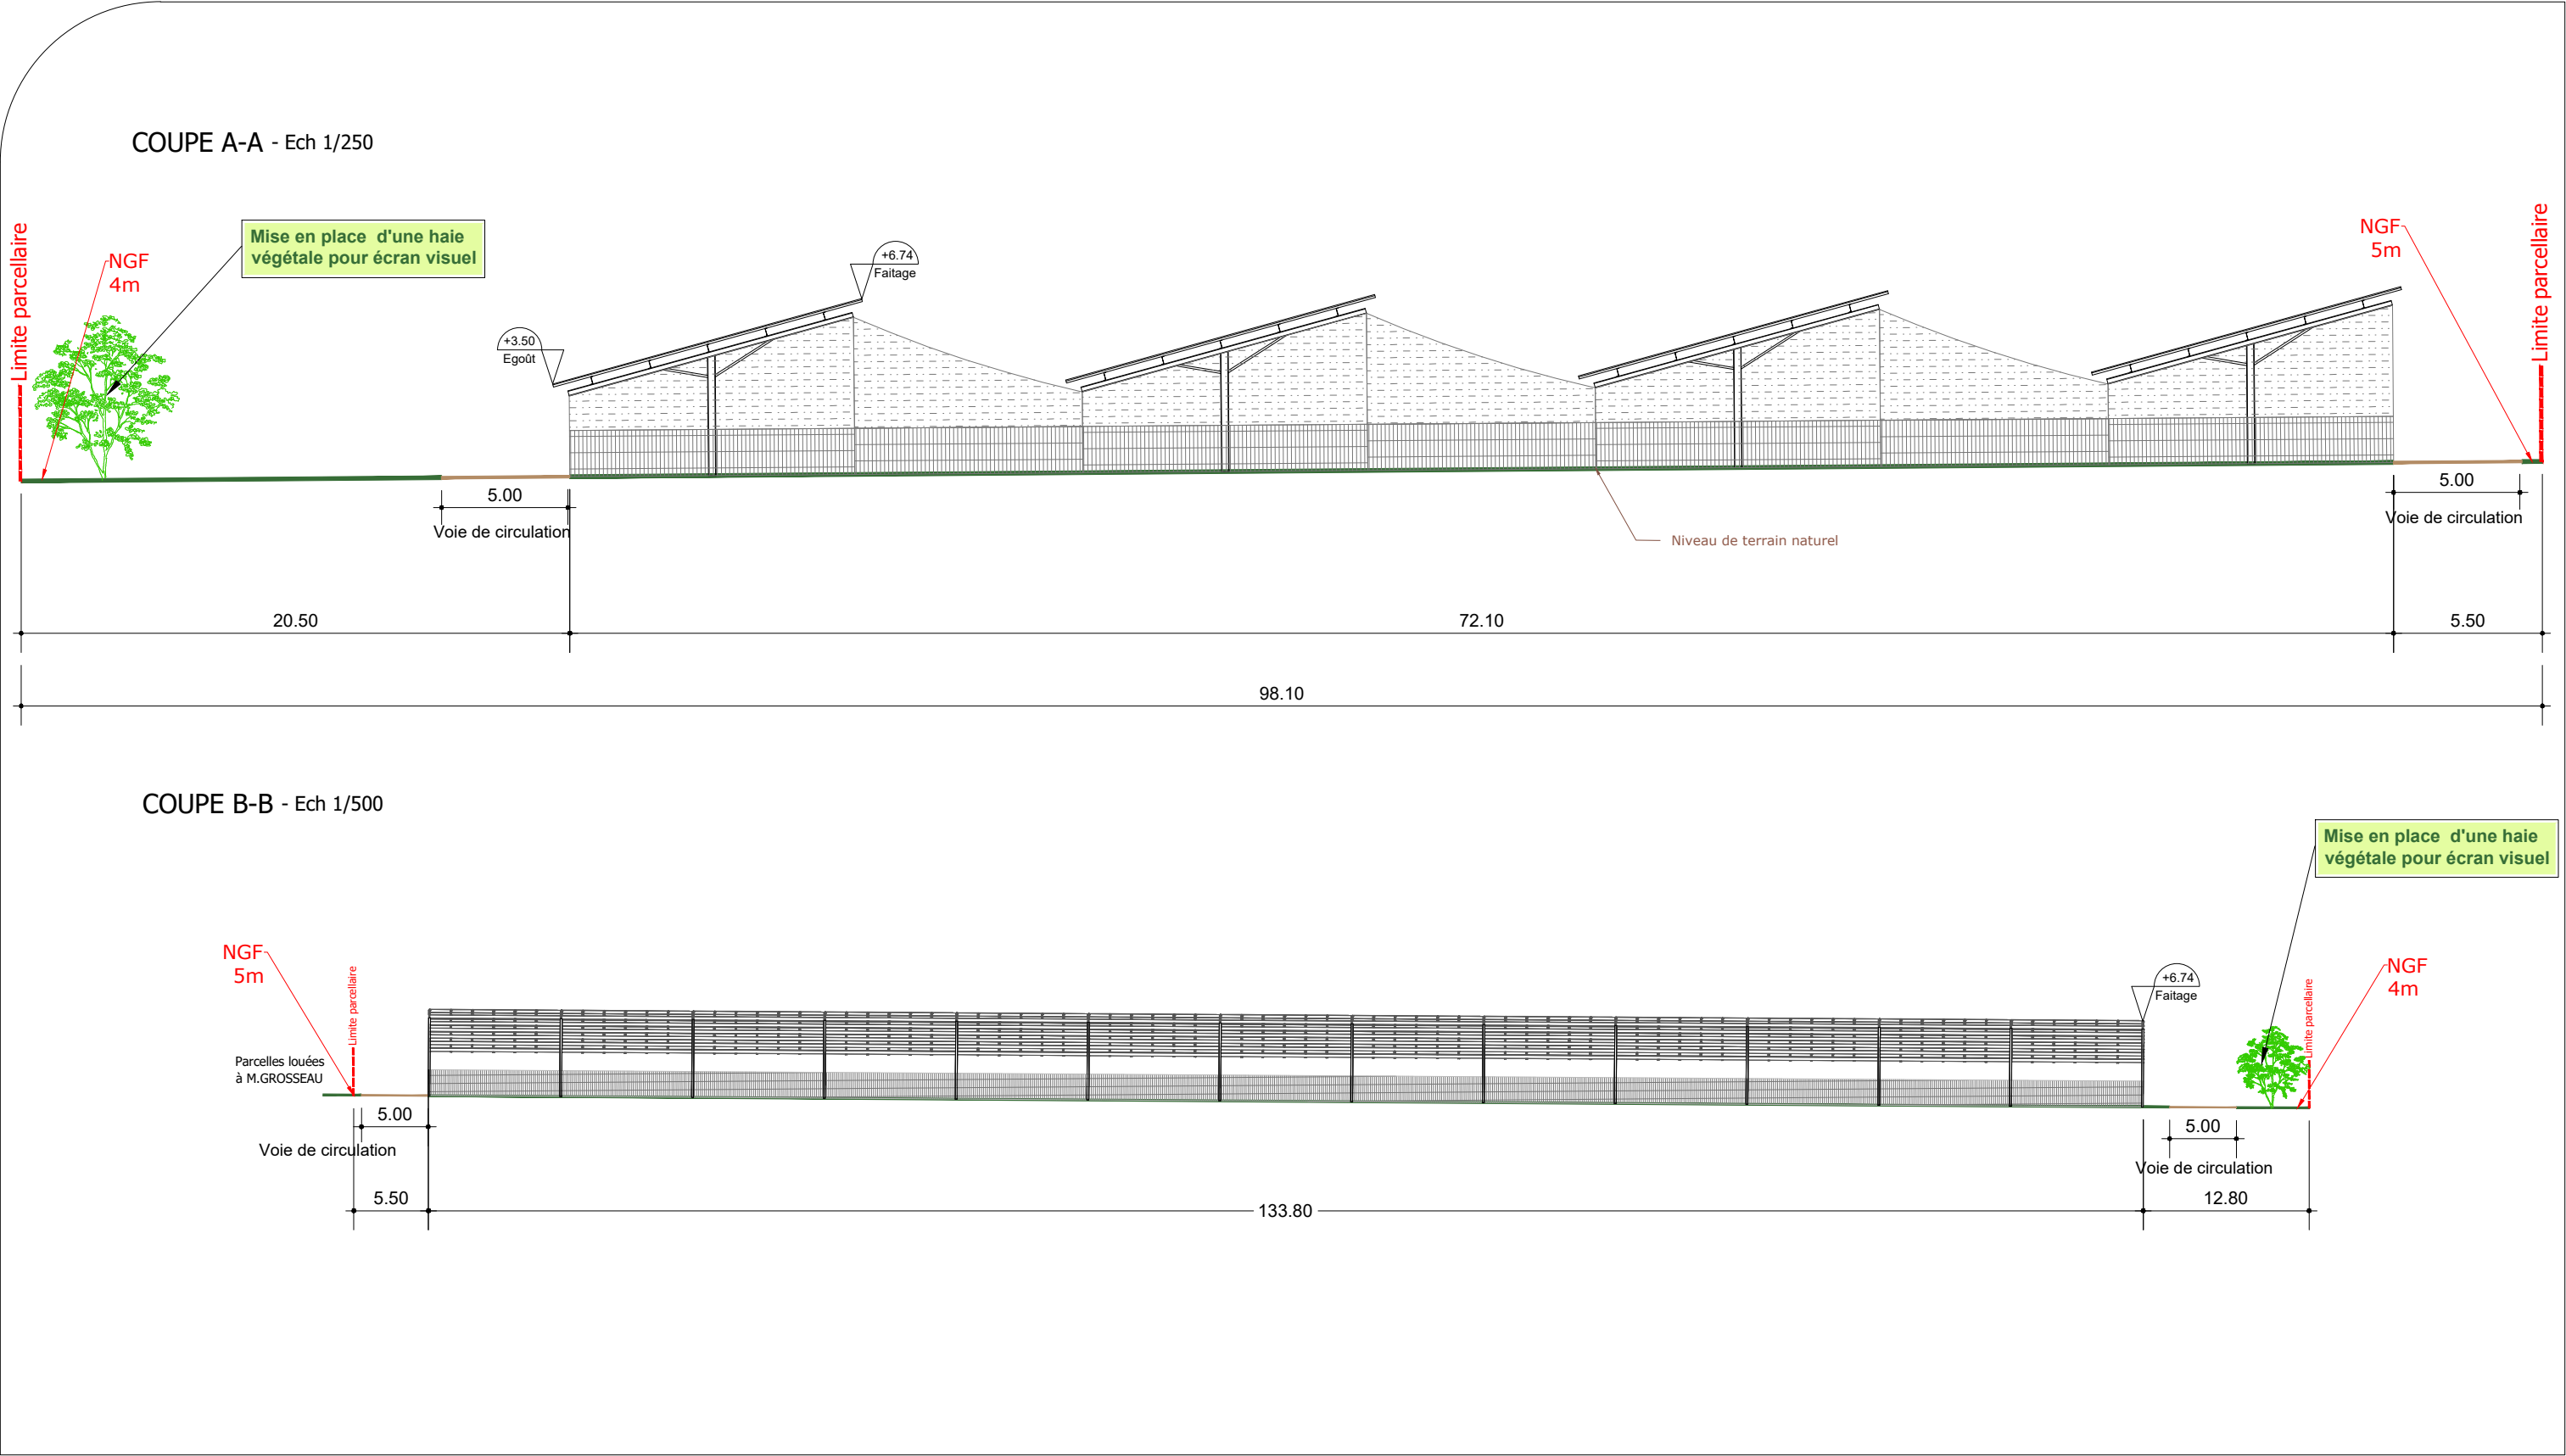 COUPE A-A - Ech 1/250
Limite parcellaire
NGF
4m
Mise en place  d'une haie
végétale pour écran visuel
+3.50
Egoût
+6.74
Faitage
NGF
5m
Limite parcellaire
5.00
Voie de circulation
5.00
Voie de circulation
Niveau de terrain naturel
20.50
72.10
5.50
98.10
COUPE B-B - Ech 1/500
Mise en place  d'une haie
végétale pour écran visuel
NGF
5m
Limite parcellaire
Parcelles louées
à M.GROSSEAU
+6.74
Faitage
Limite parcellaire
NGF
4m
5.00
Voie de circulation
5.00
Voie de circulation
5.50
133.80
12.80